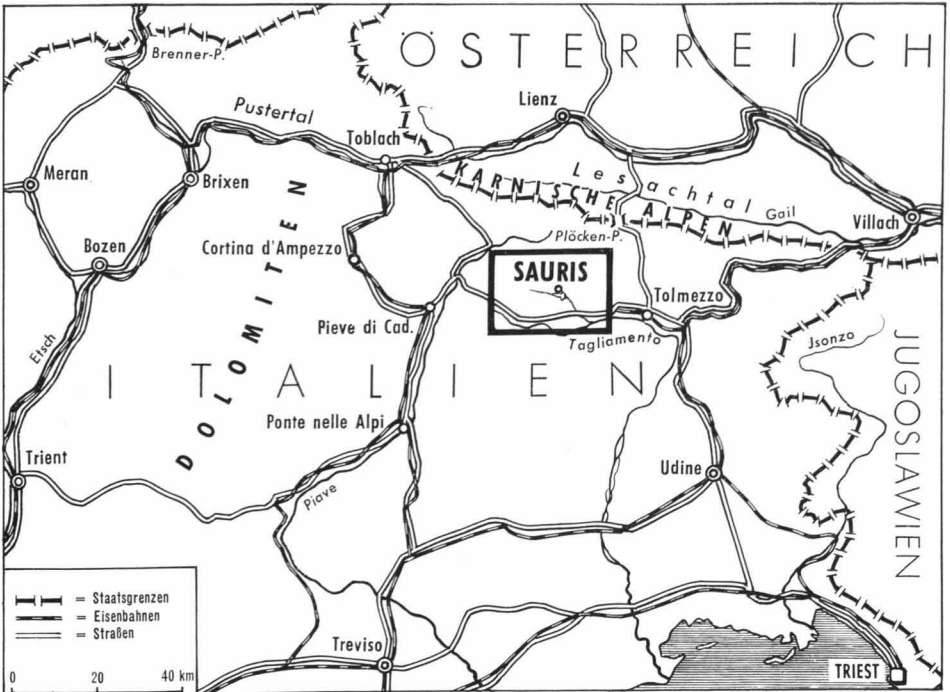 ÖSTERREICH
Brenner-P.
Pustertal
Lienz
Toblach
Meran
Brixen
Lesachtal
KARNISCHE ALPEN
Gail
Villach
Plöcken-P.
Cortina d'Ampezzo
Bozen
SAURIS
Tolmezzo
DOLOMITEN
Pieve di Cad.
Tagliamento
Jsonzo
Etsch
ITALIEN
JUGOSLAWIEN
Ponte nelle Alpi
Trient
Udine
Piave
= Staatsgrenzen
= Eisenbahnen
= Straßen
Treviso
0 20 40 km
TRIEST